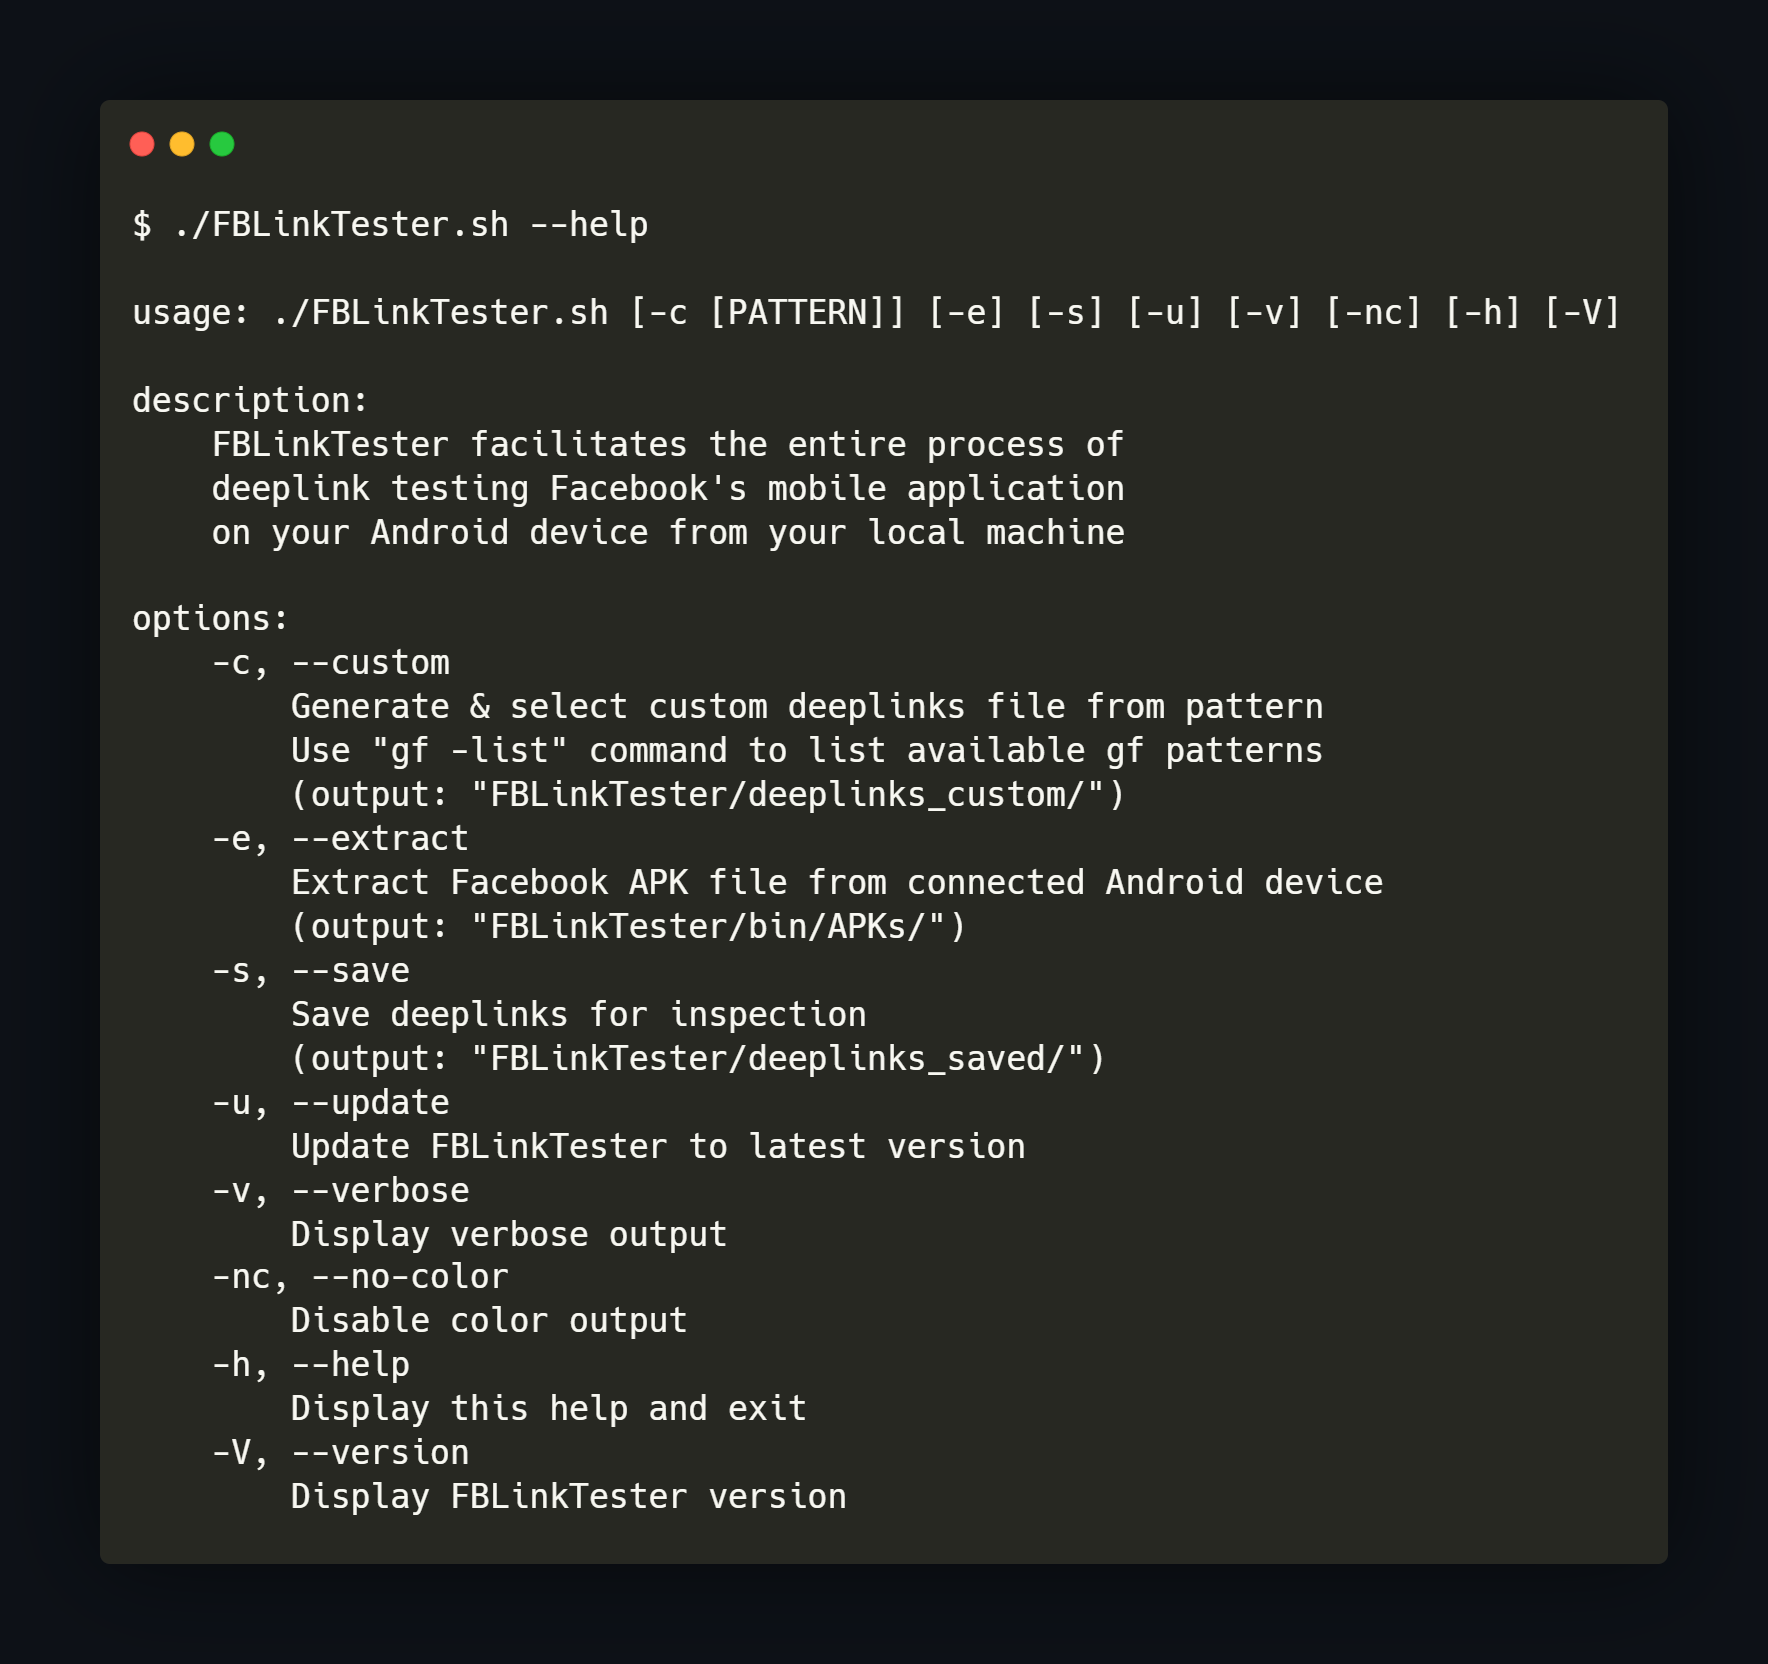 $ ./FBLinkTester.sh --help
usage: ./FBLinkTester.sh [-c [PATTERN]] [-e] [-s] [-u] [-v] [-nc] [-h] [-V]
description:
FBLinkTester facilitates the entire process of
deeplink testing Facebook's mobile application
on your Android device from your local machine
options:
-c, --custom
Generate & select custom deeplinks file from pattern
Use "gf -list" command to list available gf patterns
(output: "FBLinkTester/deeplinks_custom/")
-e, --extract
Extract Facebook APK file from connected Android device
(output: "FBLinkTester/bin/APKs/")
-s, --save
Save deeplinks for inspection
(output: "FBLinkTester/deeplinks_saved/")
-u, --update
Update FBLinkTester to latest version
-v, --verbose
Display verbose output
-nc, --no-color
Disable color output
-h, --help
Display this help and exit
-V, --version
Display FBLinkTester version